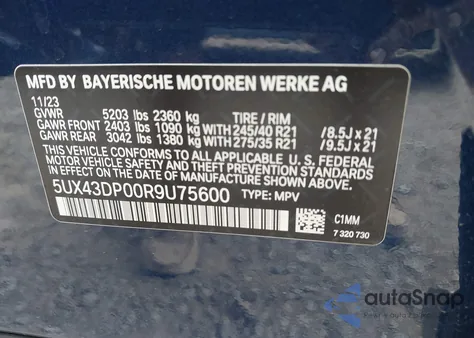 MFD BY BAYERISCHE MOTOREN WERKE AG
11/23
GVWR 5203 lbs 2360 kg TIRE / RIM
GAWR FRONT 2403 lbs 1090 kg WITH 245/40 R21 /8.5J x 21
GAWR REAR 3042 lbs 1380 kg WITH 275/35 R21 /9.5J x 21
THIS VEHICLE CONFORMS TO ALL APPLICABLE U. S. FEDERAL
MOTOR VEHICLE SAFETY AND THEFT PREVENTION STANDARDS
IN EFFECT ON THE DATE OF MANUFACTURE SHOWN ABOVE.
5UX43DP00R9U75600 TYPE: MPV
C1MM
7 320 730
autoSnap